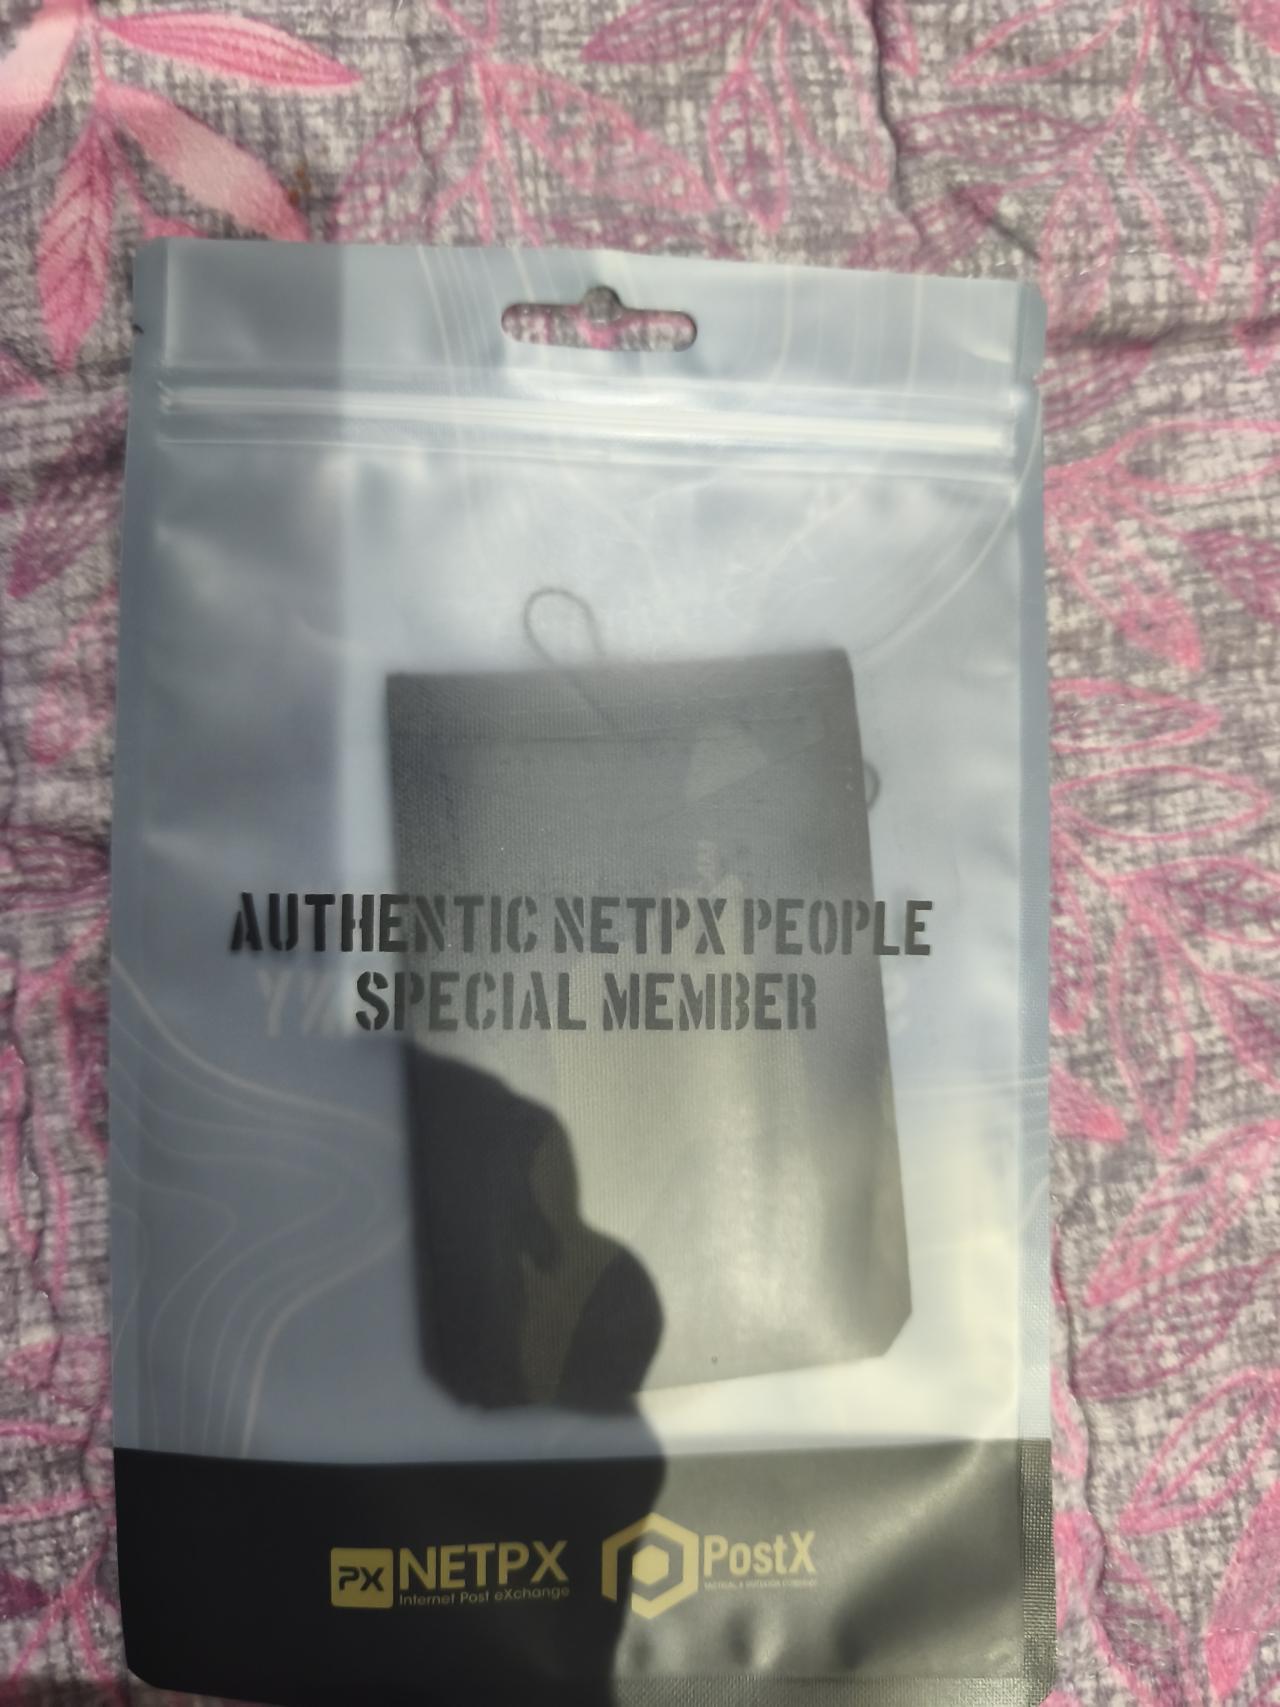 AUTHENTIC NETPX PEOPLE
SPECIAL MEMBER
PX NETPX
Internet Post eXchange
PostX